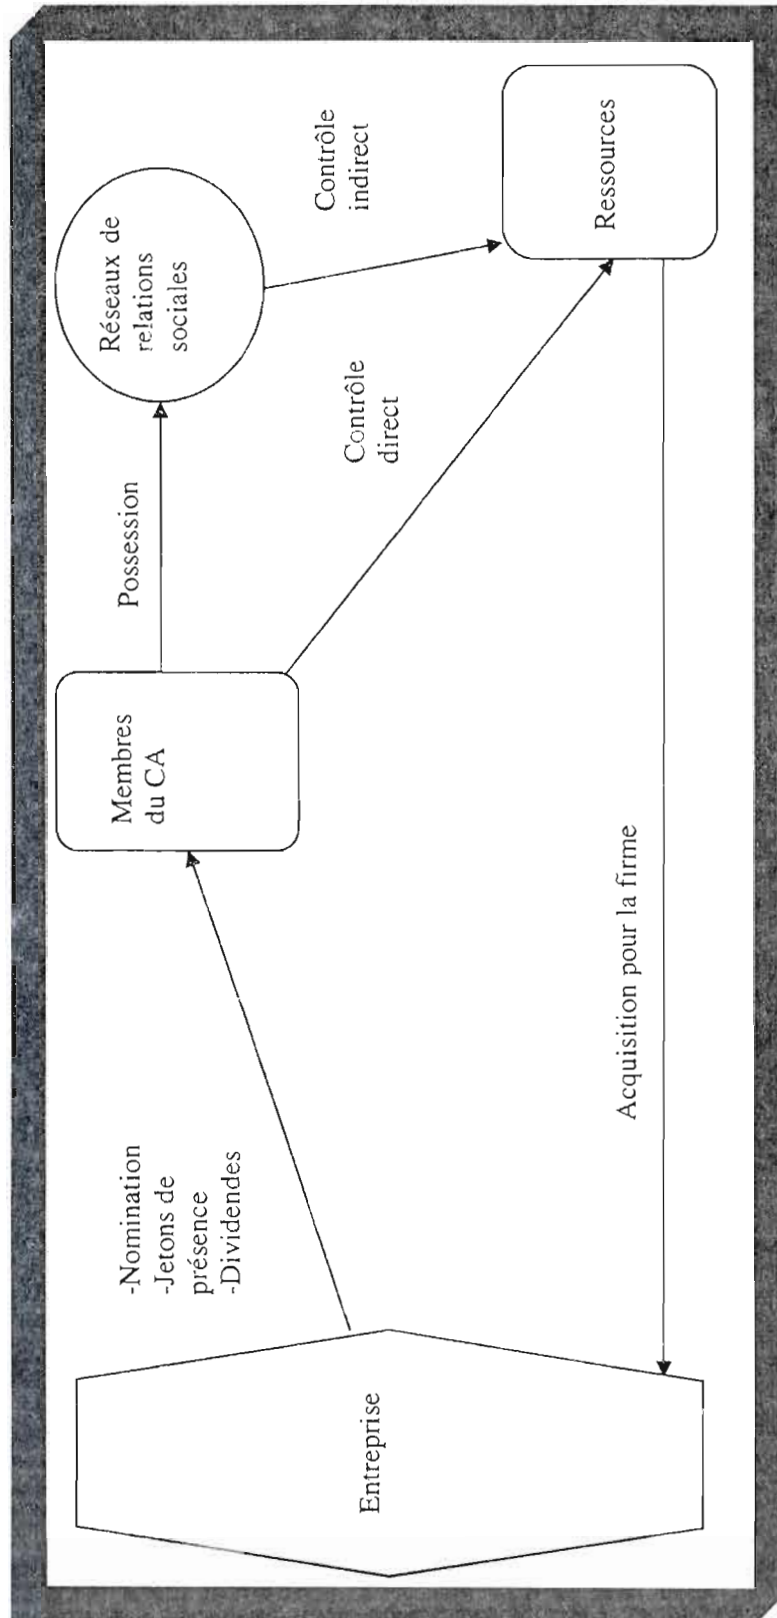 -Nomination
-Jetons de
présence
-Dividendes
Entreprise
Membres
du CA
Possession
Réseaux de
relations
sociales
Contrôle
direct
Contrôle
indirect
Ressources
Acquisition pour la firme